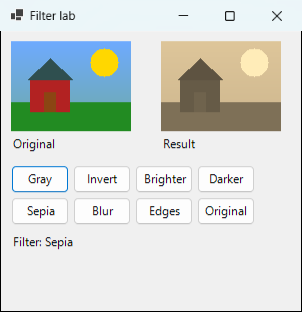 Filter lab
Original Result
Gray Invert Brighter Darker
Sepia Blur Edges Original
Filter: Sepia